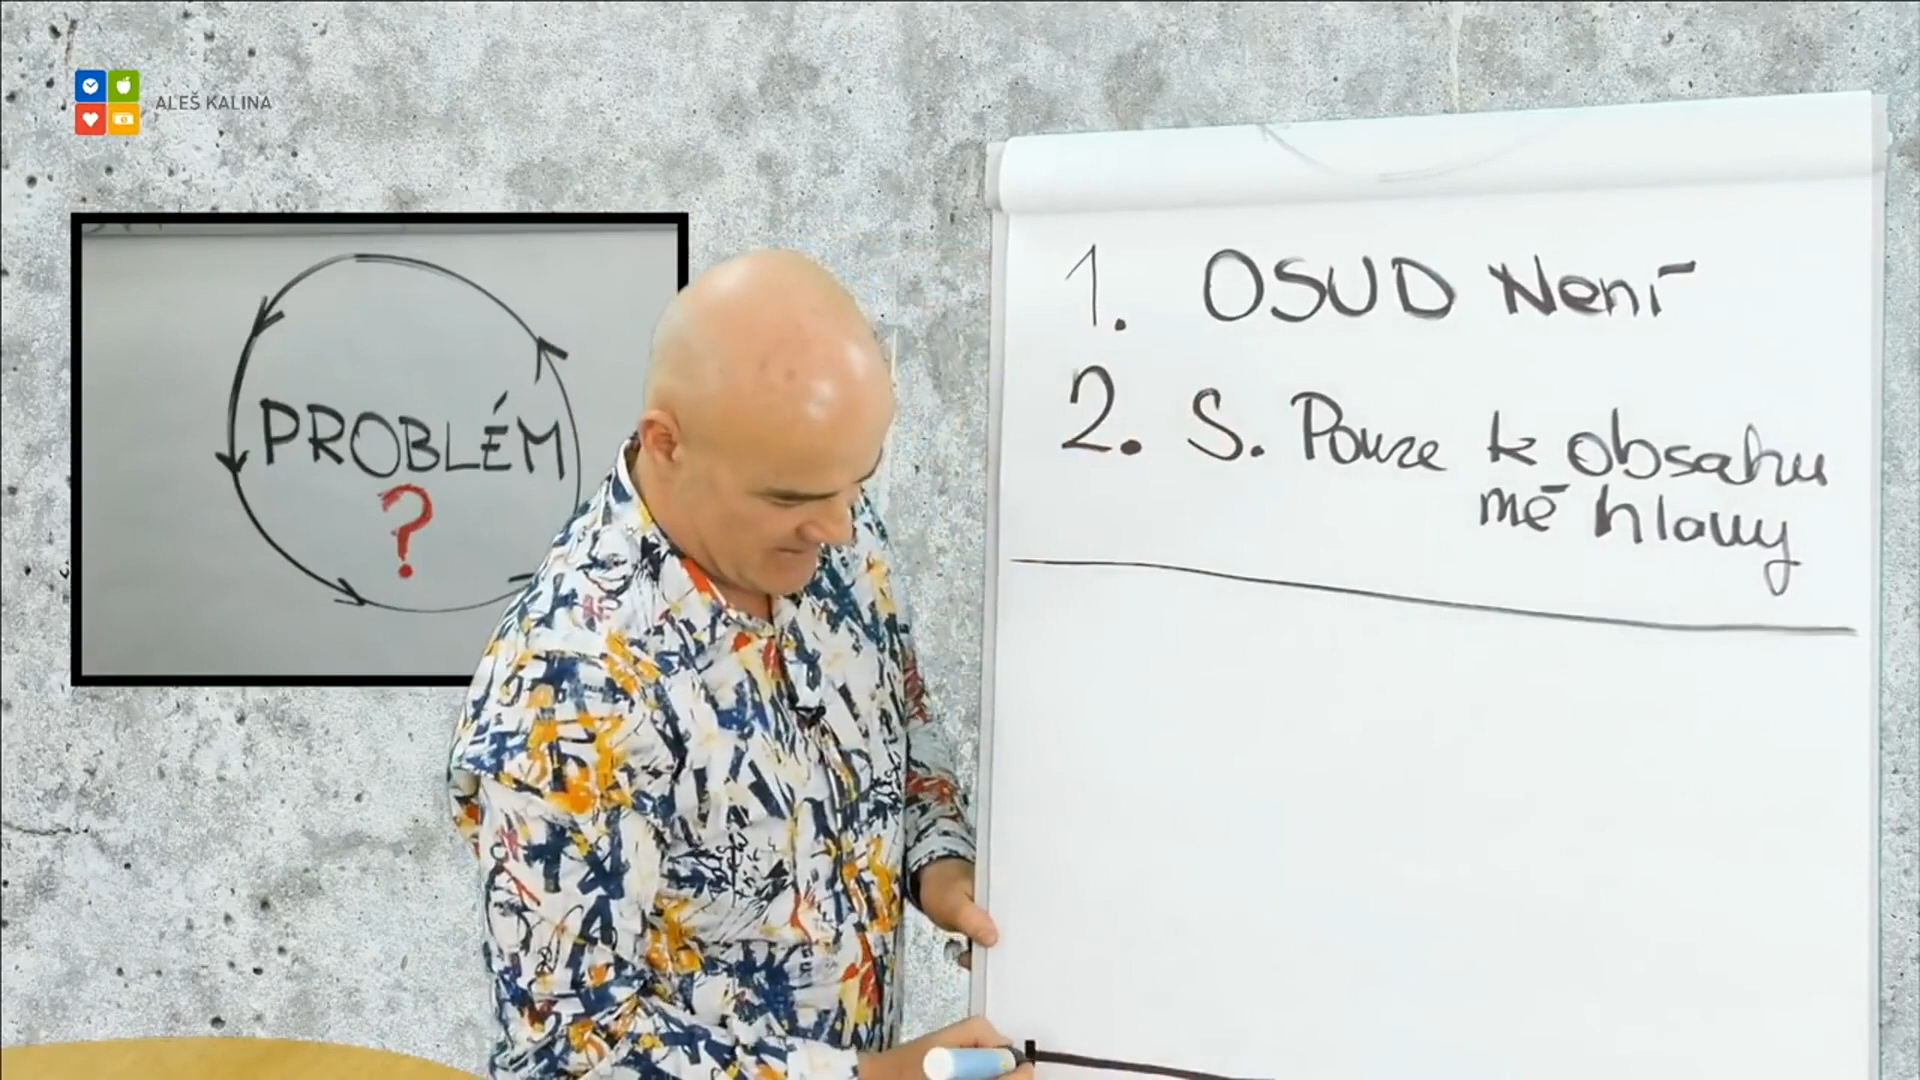 ALEŠ KALINA
PROBLÉM
?
1. OSUD Není
2. S. Pouze k obsahu
mé hlavy